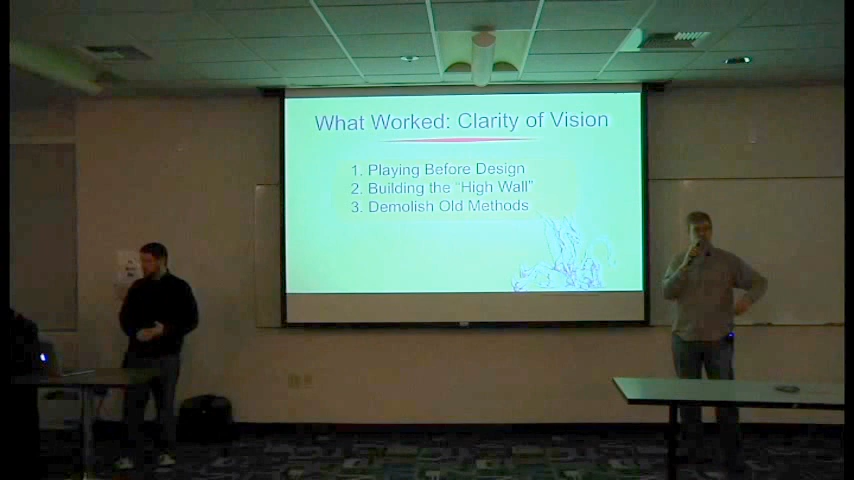 What Worked: Clarity of Vision
1. Playing Before Design
2. Building the "High Wall"
3. Demolish Old Methods